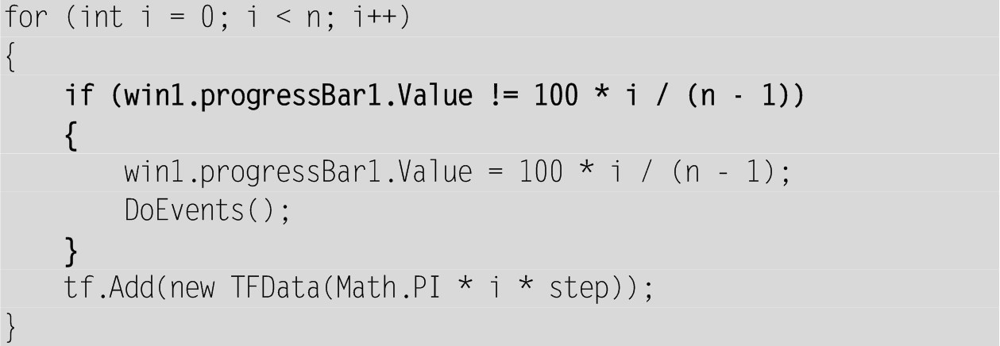 for (int i = 0; i < n; i++)
{
    if (win1.progressBar1.Value != 100 * i / (n - 1))
    {
        win1.progressBar1.Value = 100 * i / (n - 1);
        DoEvents();
    }
    tf.Add(new TFData(Math.PI * i * step));
}